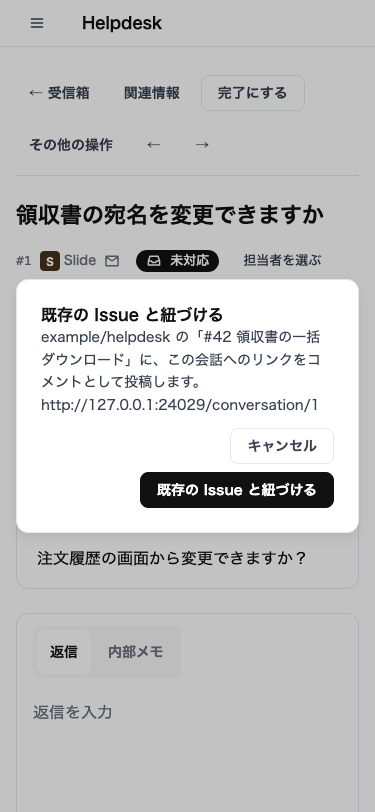 Helpdesk
← 受信箱
関連情報
完了にする
その他の操作
←
→
領収書の宛名を変更できますか
#1
S
Slide
未対応
担当者を選ぶ
既存の Issue と紐づける
example/helpdesk の「#42 領収書の一括
ダウンロード」に、この会話へのリンクをコ
メントとして投稿します。
http://127.0.0.1:24029/conversation/1
キャンセル
既存の Issue と紐づける
注文履歴の画面から変更できますか？
返信
内部メモ
返信を入力